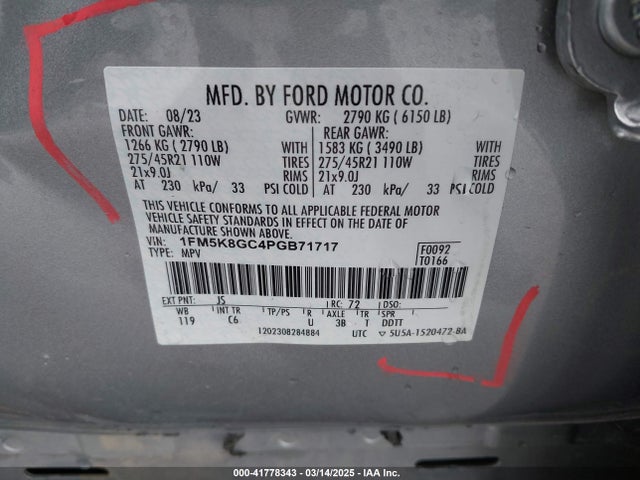 MFD. BY FORD MOTOR CO.
DATE: 08/23 GVWR: 2790 KG ( 6150 LB)
FRONT GAWR: REAR GAWR:
1266 KG ( 2790 LB) WITH 1583 KG ( 3490 LB) WITH
275/45R21 110W TIRES 275/45R21 110W TIRES
21x9.0J RIMS 21x9.0J RIMS
AT 230 kPa/ 33 PSI COLD AT 230 kPa/ 33 PSI COLD
THIS VEHICLE CONFORMS TO ALL APPLICABLE FEDERAL MOTOR
VEHICLE SAFETY STANDARDS IN EFFECT ON THE DATE OF
MANUFACTURE SHOWN ABOVE.
VIN: 1FM5K8GC4PGB71717 F0092
TYPE: MPV T0166
EXT PNT: JS RC: 72 DSO:
WB INT TR TP/PS R AXLE TR SPR
119 C6 U 3B T DDTT
1202308284884 UTC ▽ 5U5A-1520472-BA
000-41778343 — 03/14/2025 — IAA Inc.